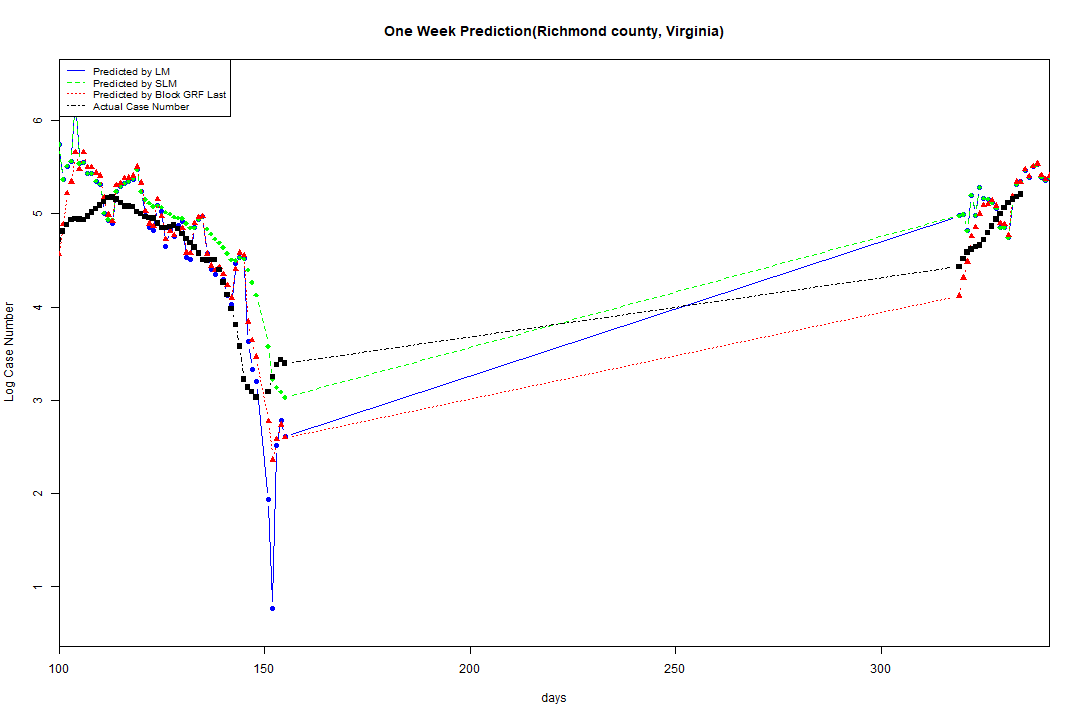 One Week Prediction(Richmond county, Virginia)
Predicted by LM
Predicted by SLM
Predicted by Block GRF Last
Actual Case Number
Log Case Number
6
5
4
3
2
1
100 150 200 250 300
days